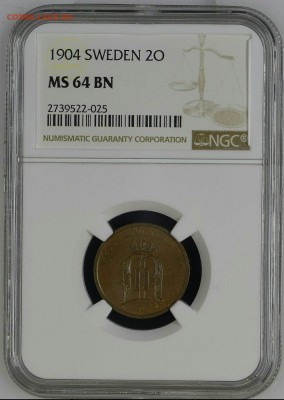 1904 SWEDEN 2O
MS 64 BN
2739522-025
NUMISMATIC GUARANTY CORPORATION
NGC®